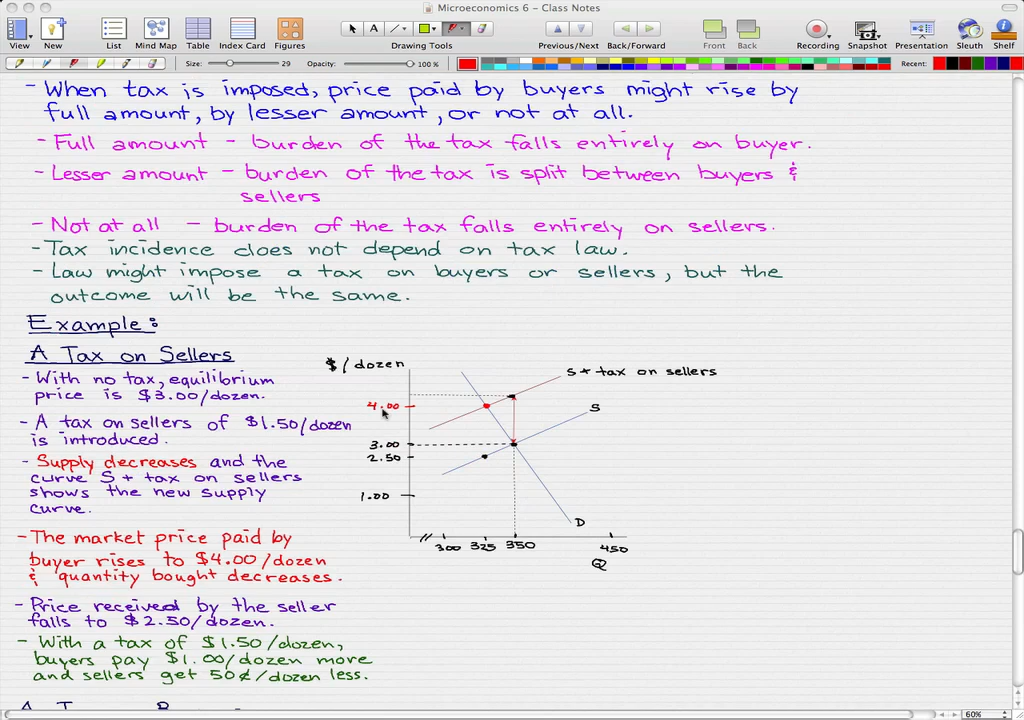 Microeconomics 6 – Class Notes
View New List Mind Map Table Index Card Figures Drawing Tools Previous/Next Back/Forward Front Back Recording Snapshot Presentation Sleuth Shelf
Size: 29 Opacity: 100 % Recent:
- When tax is imposed, price paid by buyers might rise by
full amount, by lesser amount, or not at all.
- Full amount - burden of the tax falls entirely on buyer.
- Lesser amount - burden of the tax is split between buyers &
sellers
- Not at all - burden of the tax falls entirely on sellers.
- Tax incidence does not depend on tax law.
- Law might impose a tax on buyers or sellers, but the
outcome will be the same.
Example:
A Tax on Sellers
- With no tax, equilibrium
price is $3.00/dozen.
- A tax on sellers of $1.50/dozen
is introduced.
- Supply decreases and the
curve S + tax on sellers
shows the new supply
curve.
- The market price paid by
buyer rises to $4.00/dozen
& quantity bought decreases.
- Price received by the seller
falls to $2.50/dozen.
- With a tax of $1.50/dozen,
buyers pay $1.00/dozen more
and sellers get 50¢/dozen less.
$/dozen
S + tax on sellers
S
4.00
3.00
2.50
1.00
D
300 325 350 450
Q
60%